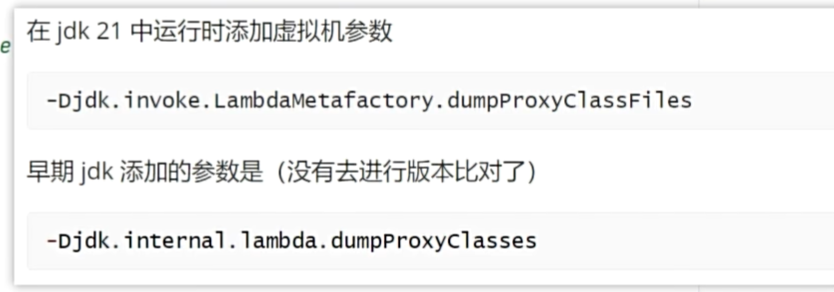 e
在 jdk 21 中运行时添加虚拟机参数
-Djdk.invoke.LambdaMetafactory.dumpProxyClassFiles
早期 jdk 添加的参数是（没有去进行版本比对了）
-Djdk.internal.lambda.dumpProxyClasses